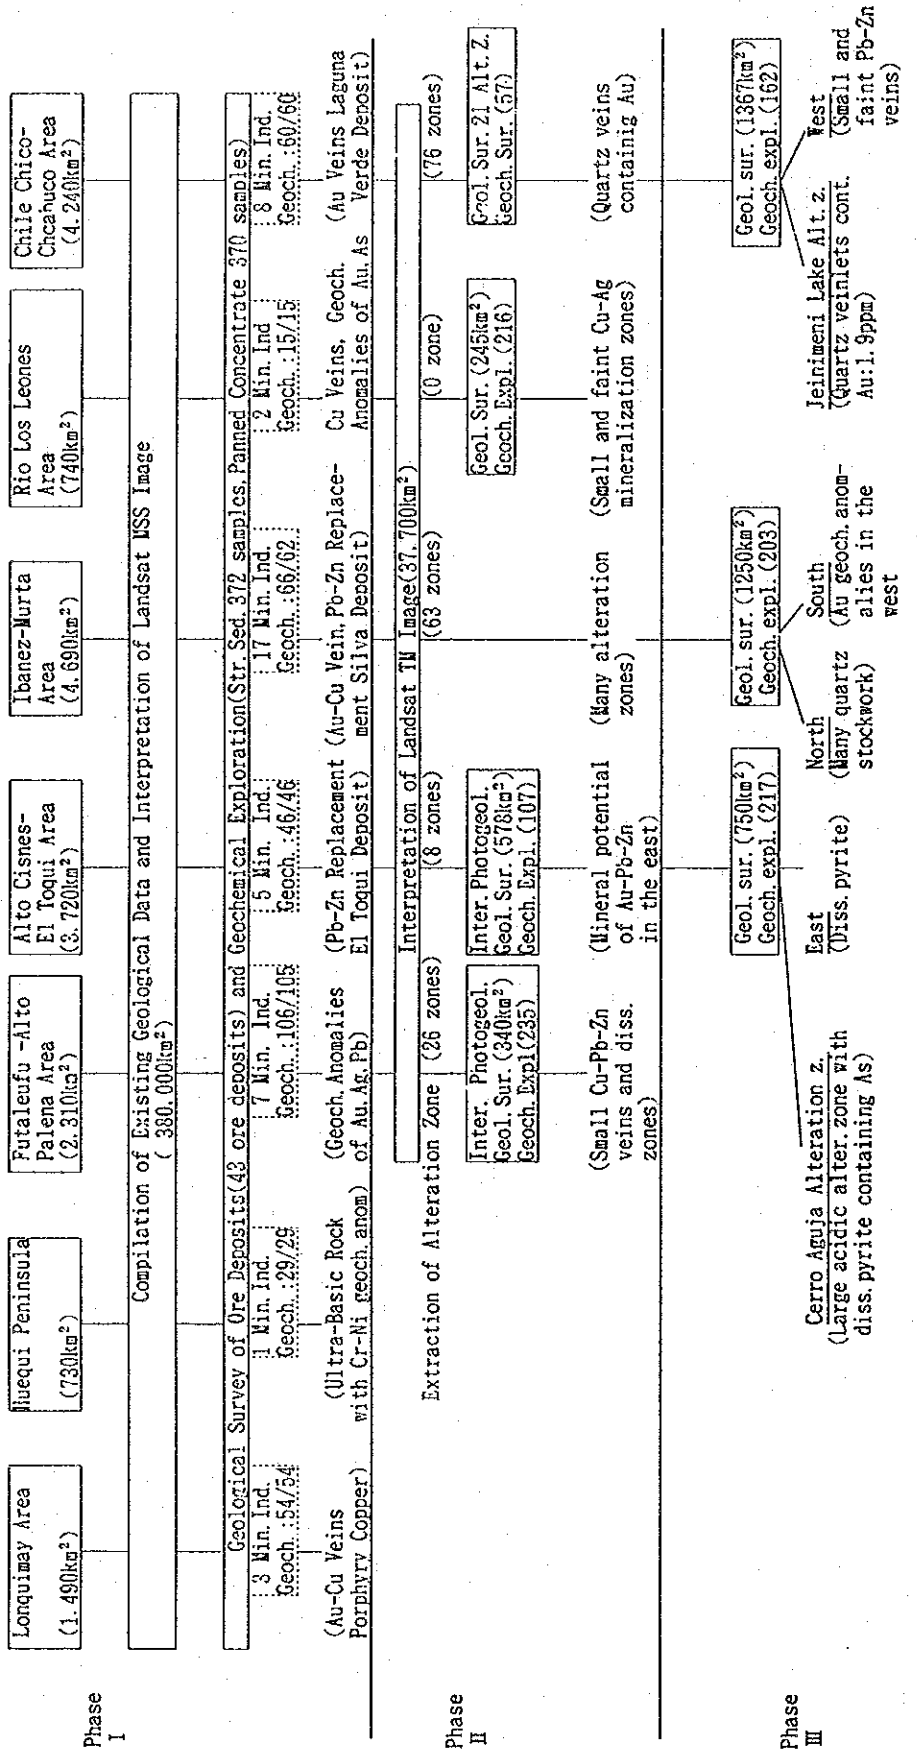 Phase
I
Lonquimay Area
(1.490km²)
Huequi Peninsula
(730km²)
Futaleufu -Alto
Palena Area
(2.310km²)
Alto Cisnes-
El Toqui Area
(3.720km²)
Ibanez-Murta
Area
(4.690km²)
Rio Los Leones
Area
(740km²)
Chile Chico-
Chcahuco Area
(4.240km²)
Compilation of Existing Geological Data and Interpretation of Landsat MSS Image
( 380.000km²)
Geological Survey of Ore Deposits(43 ore deposits) and Geochemical Exploration(Str.Sed 372 samples,Panned Concentrate 370 samples)
3 Min. Ind.
Geoch.:54/54
1 Min. Ind.
Geoch.:29/29
7 Min. Ind.
Geoch.:106/105
5 Min. Ind.
Geoch.:46/46
17 Min. Ind.
Geoch.:66/62
2 Min. Ind
Geoch.:15/15
8 Min. Ind.
Geoch.:60/60
(Au-Cu Veins
Porphyry Copper)
(Ultra-Basic Rock
with Cr-Ni geoch.anom)
(Geoch.Anomalies
of Au.Ag.Pb)
(Pb-Zn Replacement
El Toqui Deposit)
(Au-Cu Vein,Pb-Zn Replace-
ment Silva Deposit)
Cu Veins, Geoch.
Anomalies of Au.As
(Au Veins Laguna
Verde Deposit)
Phase
II
Interpretation of Landsat TM Image(37.700km²)
Extraction of Alteration Zone
(26 zones)
(8 zones)
(63 zones)
(0 zone)
(76 zones)
Inter. Photogeol.
Geol.Sur.(340km²)
Geoch.Expl(235)
Inter.Photogeol.
Geol.Sur.(578km²)
Geoch.Expl.(107)
Geol.Sur.(245km²)
Geoch.Expl.(216)
Geol.Sur.21 Alt.Z.
Geoch.Sur.(57)
(Small Cu-Pb-Zn
veins and diss.
zones)
(Mineral potential
of Au-Pb-Zn
in the east)
(Many alteration
zones)
(Small and faint Cu-Ag
mineralization zones)
(Quartz veins
containig Au)
Phase
III
Geol.sur.(750km²)
Geoch.expl.(217)
Geol.sur.(1250km²)
Geoch.expl.(203)
Geol.sur.(1367km²)
Geoch.expl.(162)
Cerro Aguja Alteration z.
(Large acidic alter.zone with
diss.pyrite containing As)
East
(Diss.pyrite)
North
(Many quartz
stockwork)
South
(Au geoch.anom-
alies in the
west
Jeinimeni Lake Alt.z.
(Quartz veinlets cont.
Au:1.9ppm)
West
(Small and
faint Pb-Zn
veins)